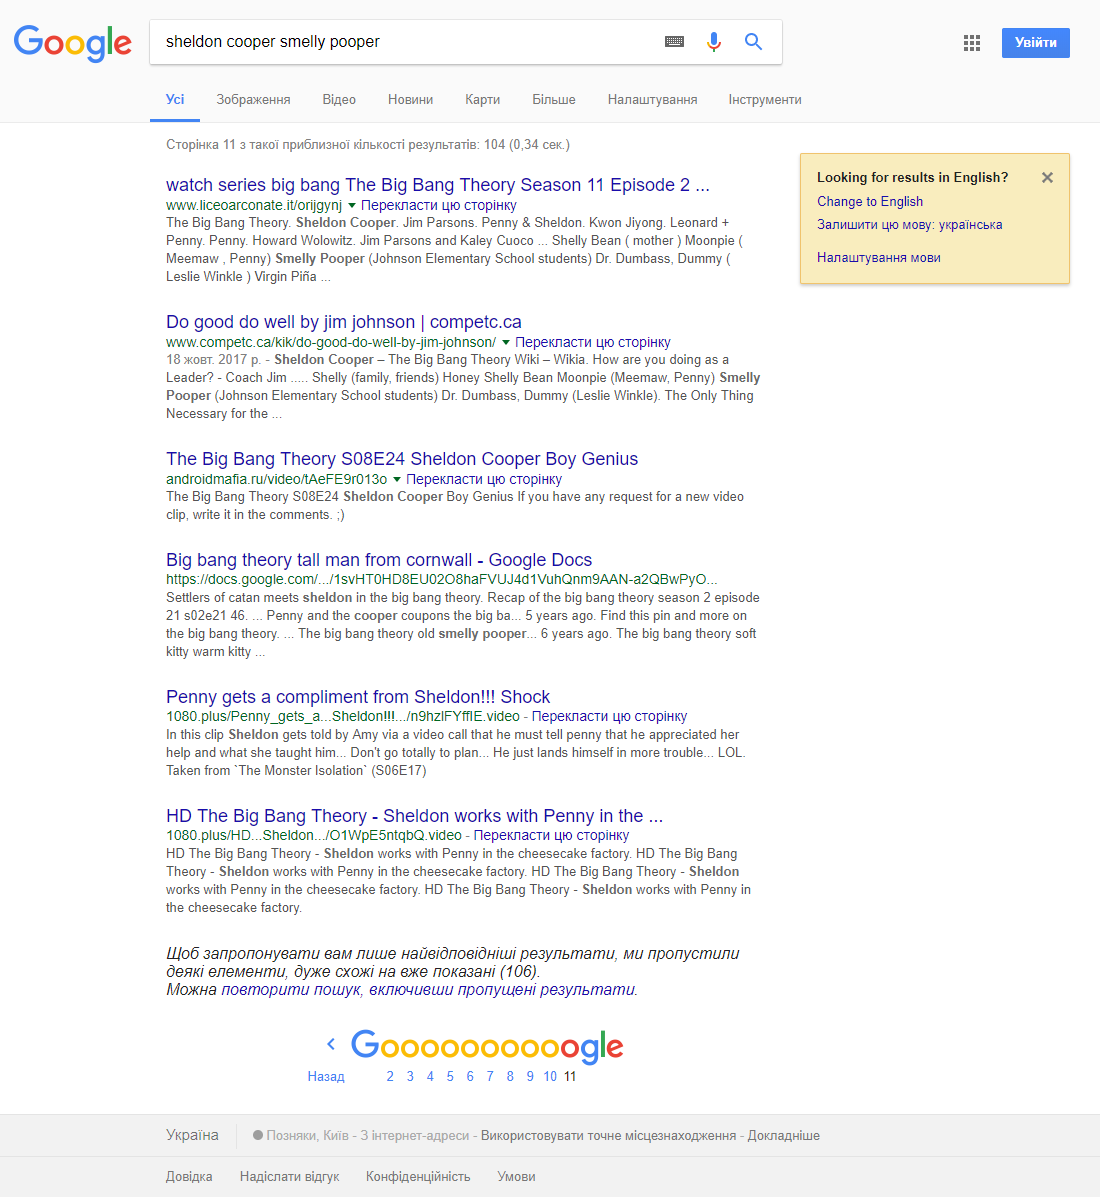 Google
sheldon cooper smelly pooper
Увійти
Усі Зображення Відео Новини Карти Більше Налаштування Інструменти
Сторінка 11 з такої приблизної кількості результатів: 104 (0,34 сек.)
watch series big bang The Big Bang Theory Season 11 Episode 2 ...
www.liceoarconate.it/orijgynj Перекласти цю сторінку
The Big Bang Theory. Sheldon Cooper. Jim Parsons. Penny & Sheldon. Kwon Jiyong. Leonard +
Penny. Penny. Howard Wolowitz. Jim Parsons and Kaley Cuoco ... Shelly Bean ( mother ) Moonpie (
Meemaw , Penny) Smelly Pooper (Johnson Elementary School students) Dr. Dumbass, Dummy (
Leslie Winkle ) Virgin Piña ...
Do good do well by jim johnson | competc.ca
www.competc.ca/kik/do-good-do-well-by-jim-johnson/ Перекласти цю сторінку
18 жовт. 2017 р. - Sheldon Cooper – The Big Bang Theory Wiki – Wikia. How are you doing as a
Leader? - Coach Jim ..... Shelly (family, friends) Honey Shelly Bean Moonpie (Meemaw, Penny) Smelly
Pooper (Johnson Elementary School students) Dr. Dumbass, Dummy (Leslie Winkle). The Only Thing
Necessary for the ...
The Big Bang Theory S08E24 Sheldon Cooper Boy Genius
androidmafia.ru/video/tAeFE9r013o Перекласти цю сторінку
The Big Bang Theory S08E24 Sheldon Cooper Boy Genius If you have any request for a new video
clip, write it in the comments. ;)
Big bang theory tall man from cornwall - Google Docs
https://docs.google.com/.../1svHT0HD8EU02O8haFVUJ4d1VuhQnm9AAN-a2QBwPyO...
Settlers of catan meets sheldon in the big bang theory. Recap of the big bang theory season 2 episode
21 s02e21 46. ... Penny and the cooper coupons the big ba... 5 years ago. Find this pin and more on
the big bang theory. ... The big bang theory old smelly pooper... 6 years ago. The big bang theory soft
kitty warm kitty ...
Penny gets a compliment from Sheldon!!! Shock
1080.plus/Penny_gets_a...Sheldon!!!.../n9hzlFYfflE.video - Перекласти цю сторінку
In this clip Sheldon gets told by Amy via a video call that he must tell penny that he appreciated her
help and what she taught him... Don't go totally to plan... He just lands himself in more trouble... LOL.
Taken from `The Monster Isolation` (S06E17)
HD The Big Bang Theory - Sheldon works with Penny in the ...
1080.plus/HD...Sheldon.../O1WpE5ntqbQ.video - Перекласти цю сторінку
HD The Big Bang Theory - Sheldon works with Penny in the cheesecake factory. HD The Big Bang
Theory - Sheldon works with Penny in the cheesecake factory. HD The Big Bang Theory - Sheldon
works with Penny in the cheesecake factory. HD The Big Bang Theory - Sheldon works with Penny in
the cheesecake factory.
Щоб запропонувати вам лише найвідповідніші результати, ми пропустили
деякі елементи, дуже схожі на вже показані (106).
Можна повторити пошук, включивши пропущені результати.
Looking for results in English?
Change to English
Залишити цю мову: українська
Налаштування мови
Goooooooooogle
Назад 2 3 4 5 6 7 8 9 10 11
Україна Позняки, Київ - З інтернет-адреси - Використовувати точне місцезнаходження - Докладніше
Довідка Надіслати відгук Конфіденційність Умови